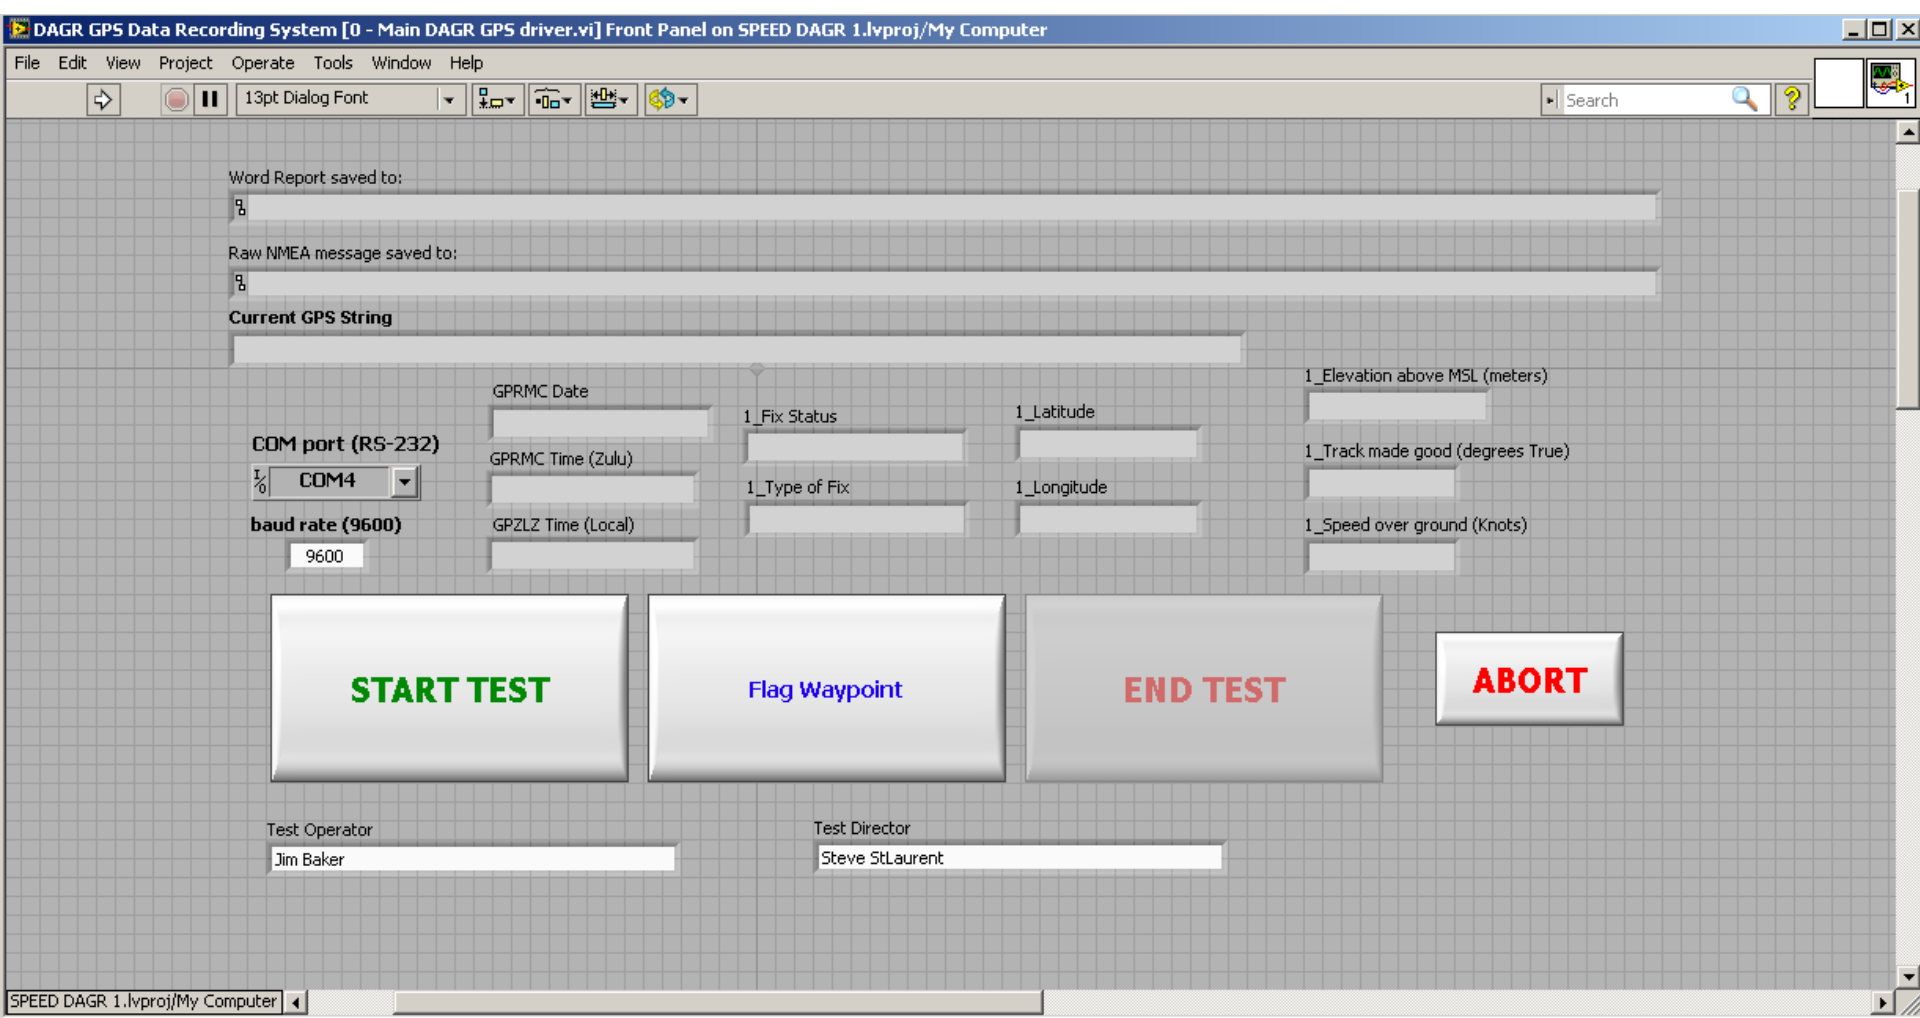 DAGR GPS Data Recording System [0 - Main DAGR GPS driver.vi] Front Panel on SPEED DAGR 1.lvproj/My Computer
File Edit View Project Operate Tools Window Help
13pt Dialog Font
Search
1
Word Report saved to:
Raw NMEA message saved to:
Current GPS String
1_Elevation above MSL (meters)
GPRMC Date
1_Fix Status
1_Latitude
COM port (RS-232)
GPRMC Time (Zulu)
1_Track made good (degrees True)
I/O COM4
1_Type of Fix
1_Longitude
baud rate (9600)
GPZLZ Time (Local)
1_Speed over ground (Knots)
9600
START TEST
Flag Waypoint
END TEST
ABORT
Test Operator
Test Director
Jim Baker
Steve StLaurent
SPEED DAGR 1.lvproj/My Computer